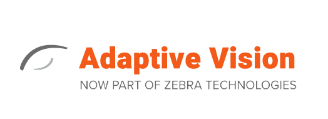 Adaptive Vision
NOW PART OF ZEBRA TECHNOLOGIES